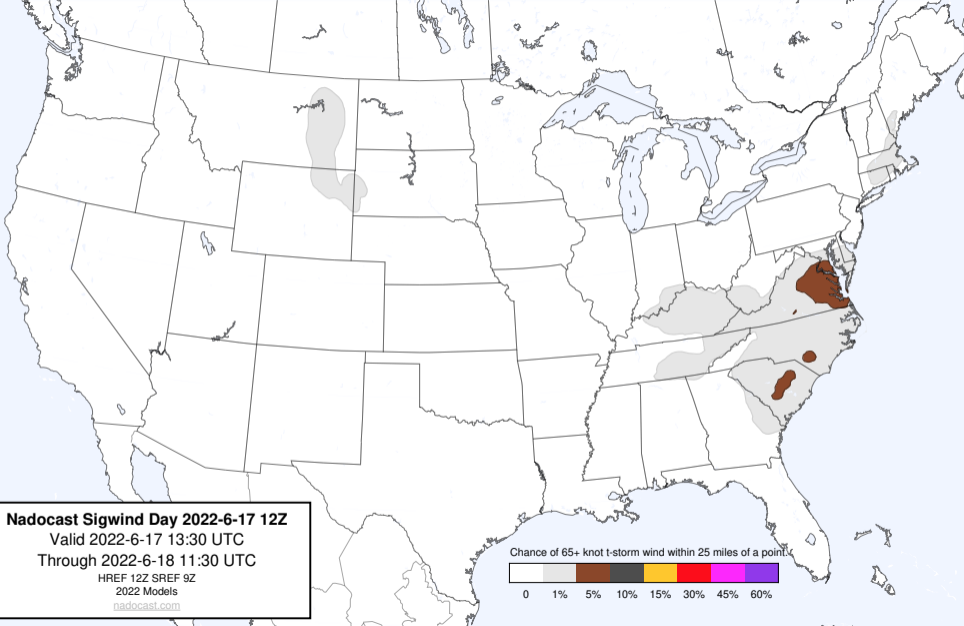 Nadocast Sigwind Day 2022-6-17 12Z
Valid 2022-6-17 13:30 UTC
Through 2022-6-18 11:30 UTC
HREF 12Z SREF 9Z
2022 Models
nadocast.com
Chance of 65+ knot t-storm wind within 25 miles of a point.
0 1% 5% 10% 15% 30% 45% 60%